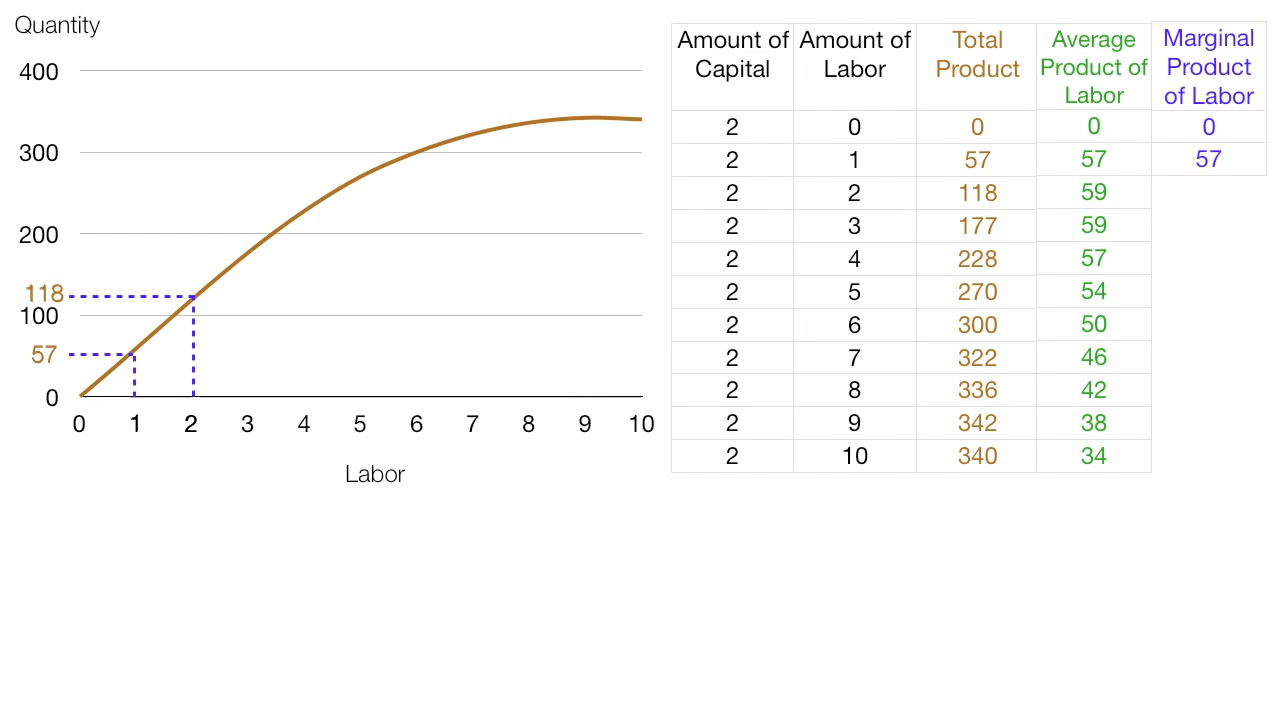 Quantity
400
300
200
118
100
57
0
0 1 2 3 4 5 6 7 8 9 10
Labor
Amount of Capital Amount of Labor Total Product Average Product of Labor Marginal Product of Labor
2 0 0 0 0
2 1 57 57 57
2 2 118 59
2 3 177 59
2 4 228 57
2 5 270 54
2 6 300 50
2 7 322 46
2 8 336 42
2 9 342 38
2 10 340 34